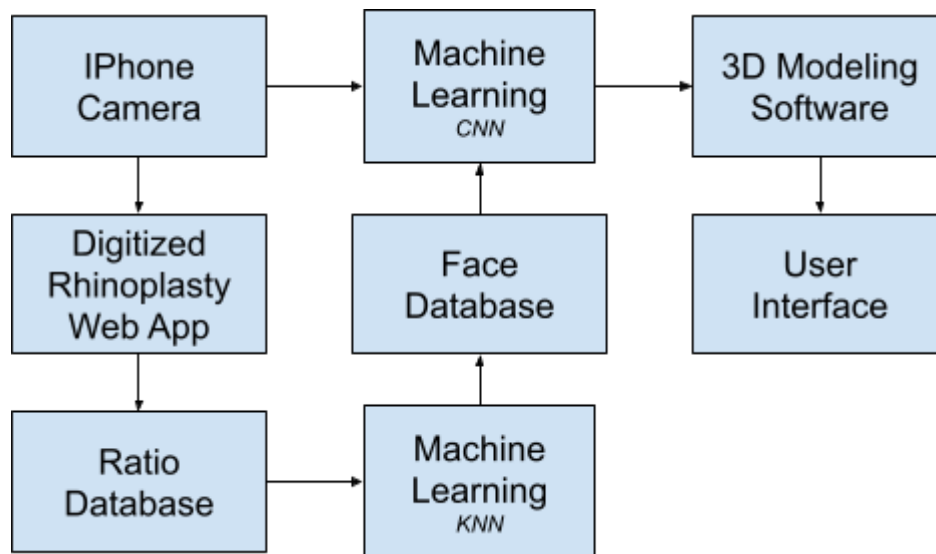 IPhone
Camera
Machine
Learning
CNN
3D Modeling
Software
Digitized
Rhinoplasty
Web App
Face
Database
User
Interface
Ratio
Database
Machine
Learning
KNN